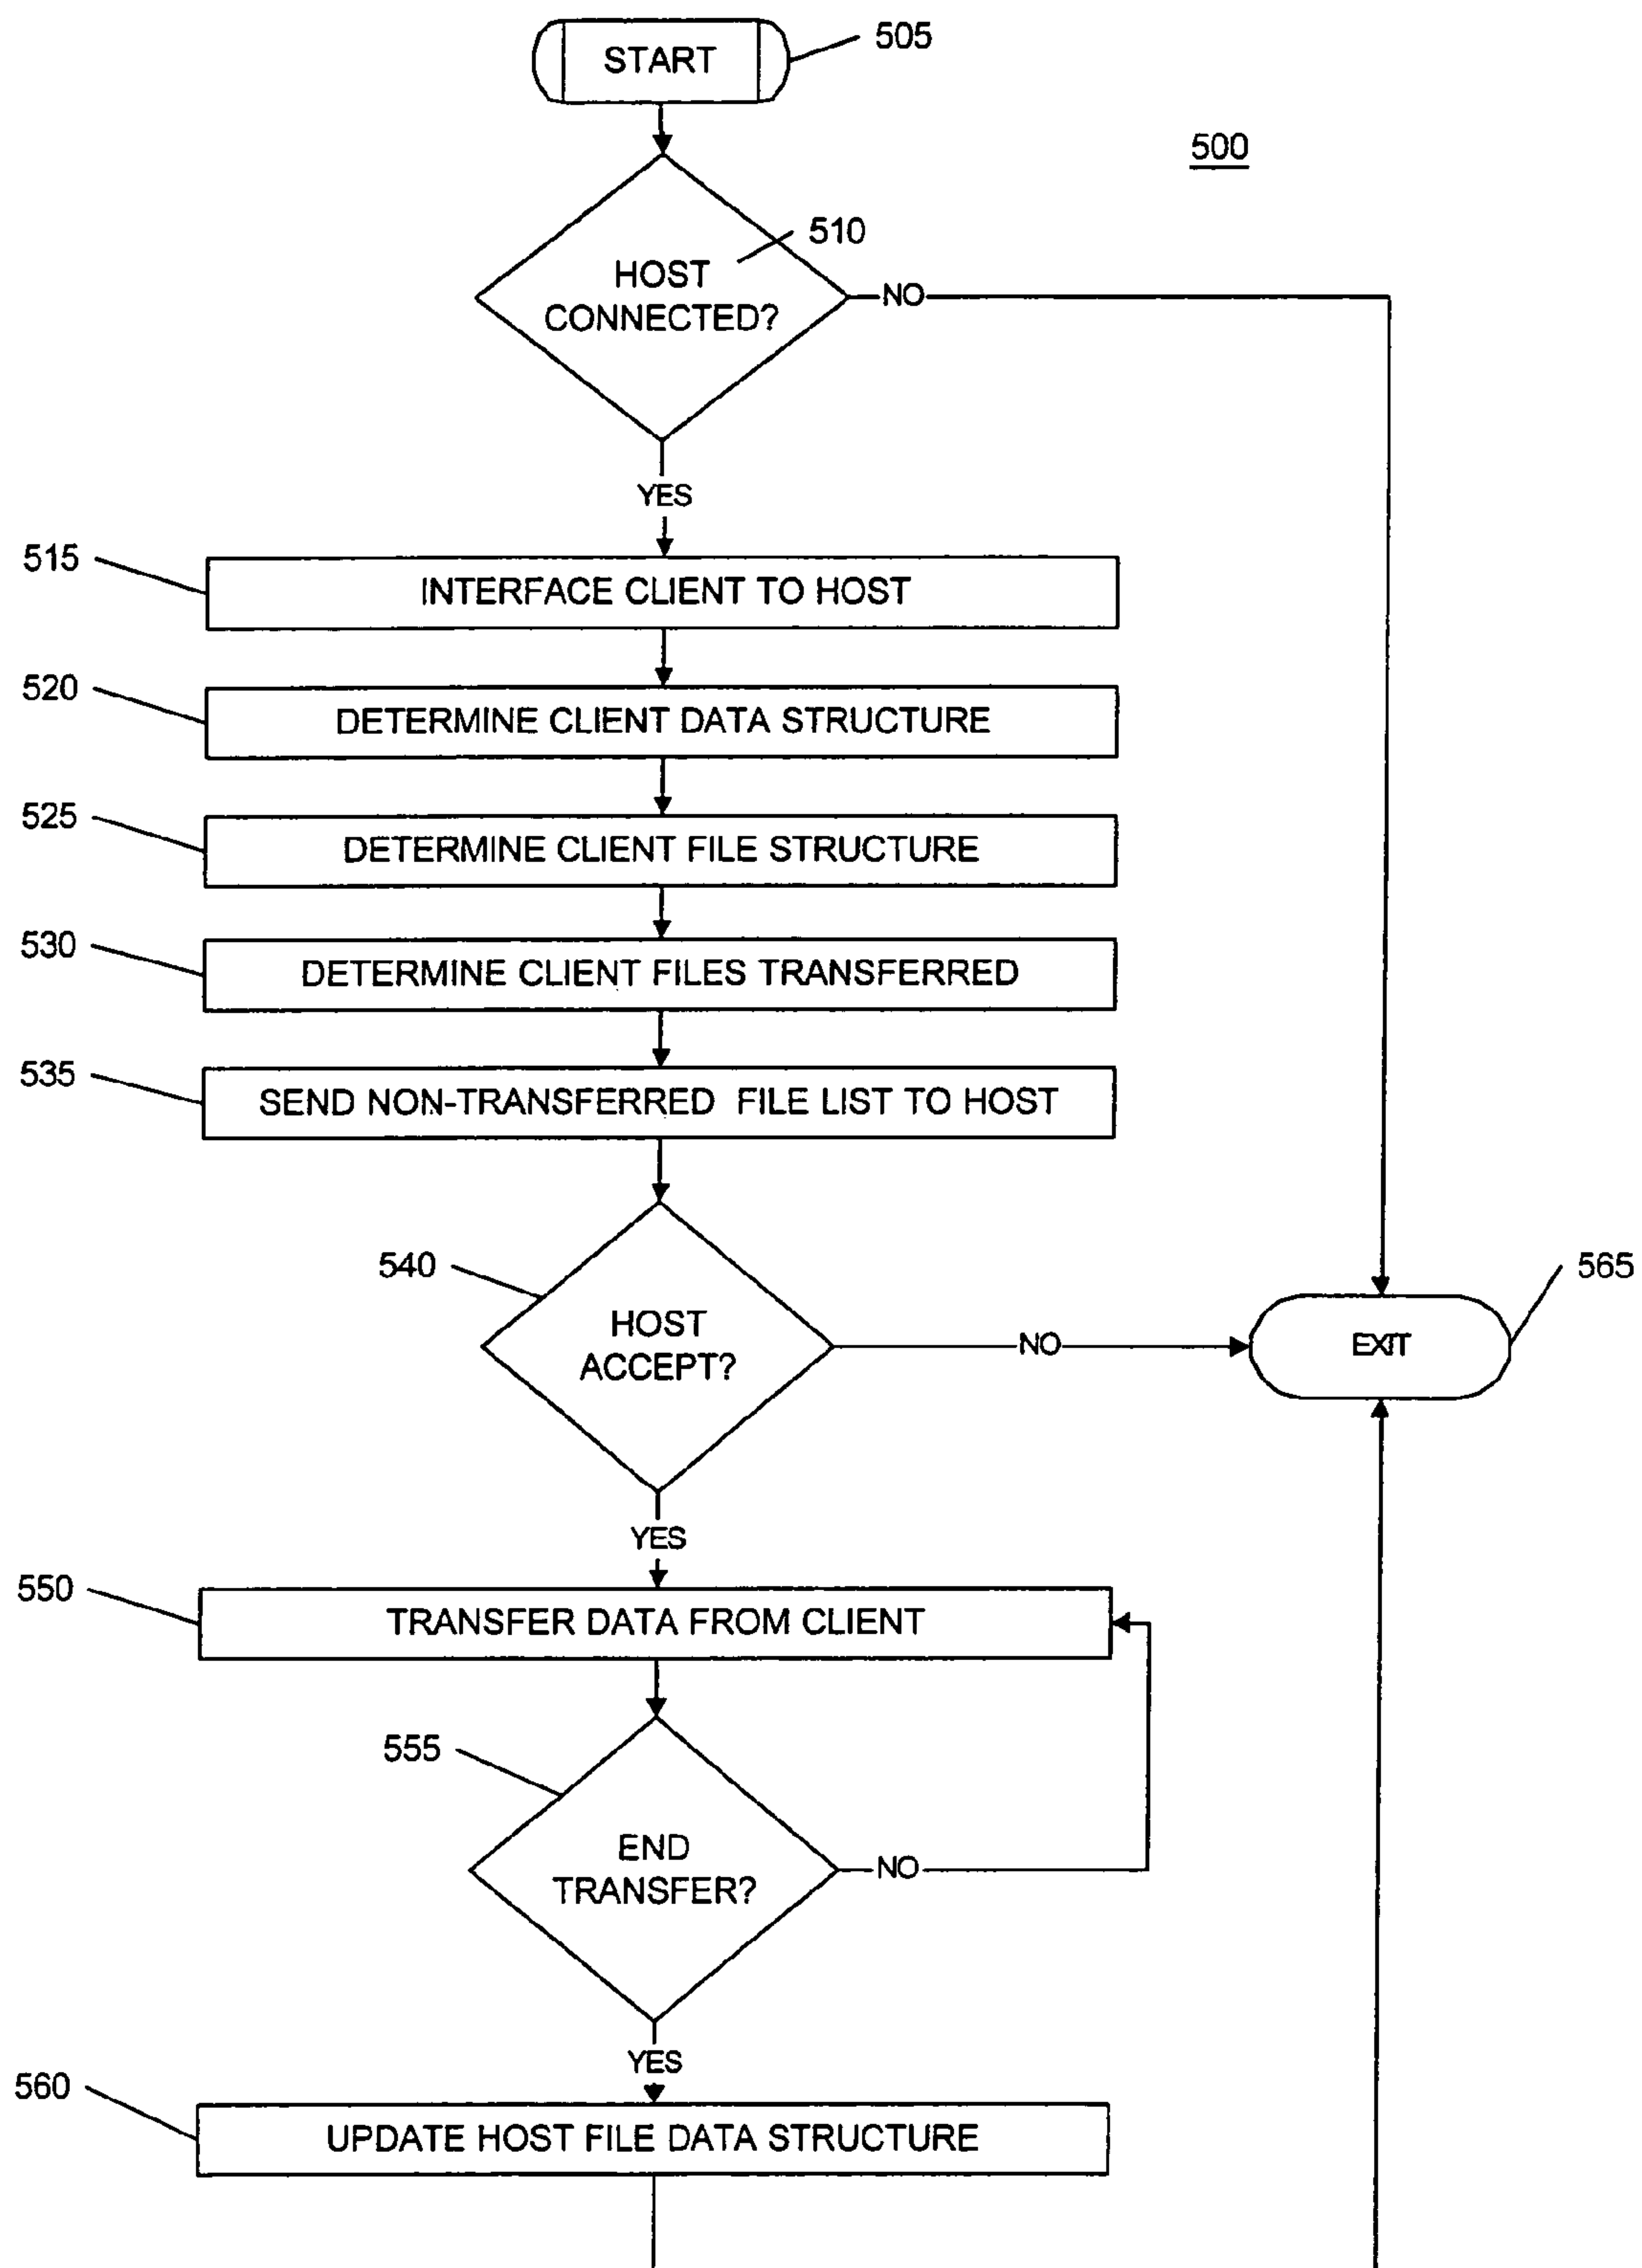 START
505
500
510
HOST
CONNECTED?
NO
YES
515
INTERFACE CLIENT TO HOST
520
DETERMINE CLIENT DATA STRUCTURE
525
DETERMINE CLIENT FILE STRUCTURE
530
DETERMINE CLIENT FILES TRANSFERRED
535
SEND NON-TRANSFERRED FILE LIST TO HOST
540
HOST
ACCEPT?
NO
EXIT
565
YES
550
TRANSFER DATA FROM CLIENT
555
END
TRANSFER?
NO
YES
560
UPDATE HOST FILE DATA STRUCTURE